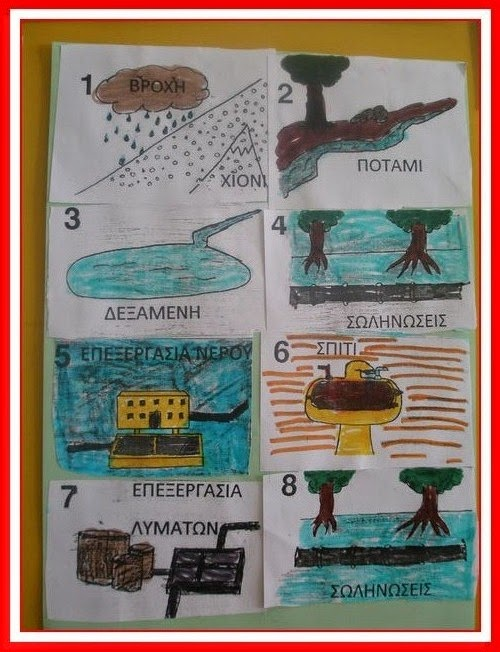 1
ΒΡΟΧΗ
ΧΙΟΝΙ
2
ΠΟΤΑΜΙ
3
ΔΕΞΑΜΕΝΗ
4
ΣΩΛΗΝΩΣΕΙΣ
5 ΕΠΕΞΕΡΓΑΣΙΑ ΝΕΡΟΥ
6
ΣΠΙΤΙ
7
ΕΠΕΞΕΡΓΑΣΙΑ
ΛΥΜΑΤΩΝ
8
ΣΩΛΗΝΩΣΕΙΣ